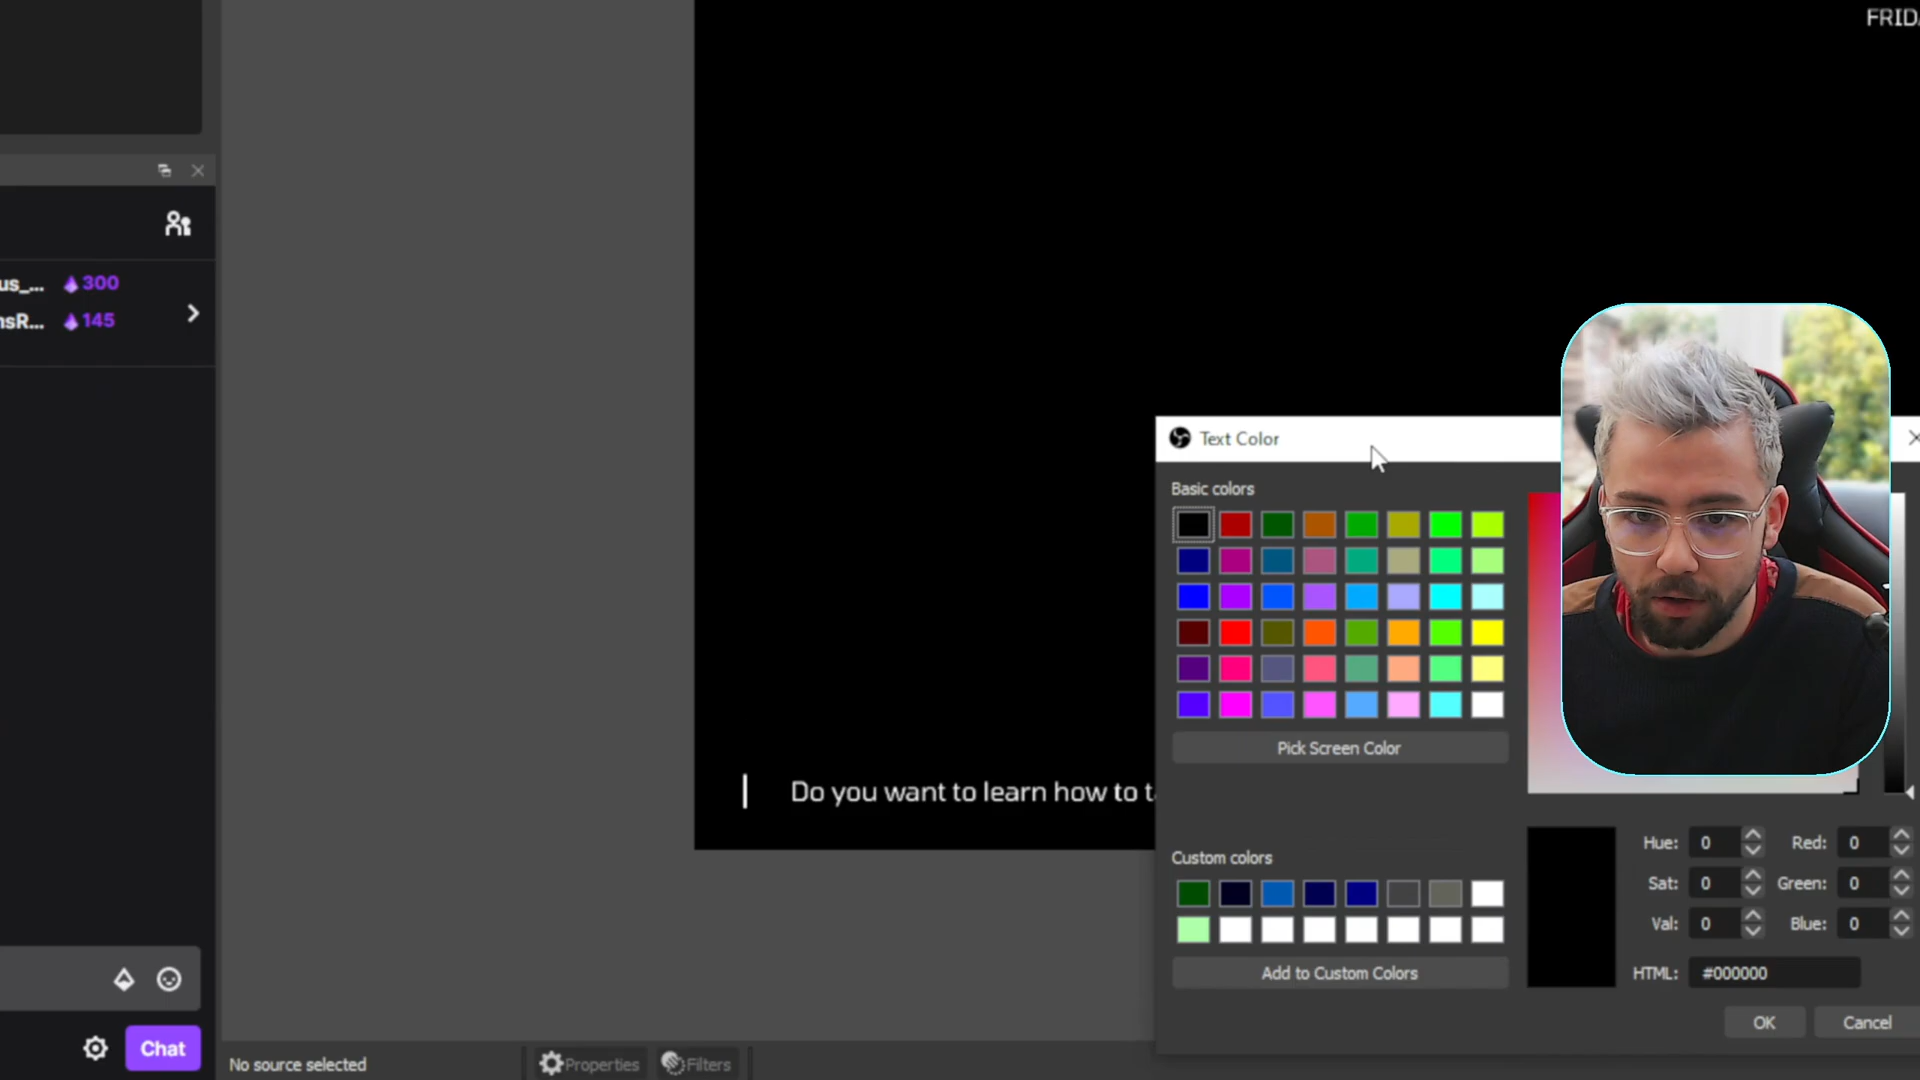 FRID
us_...
300
nsR...
145
Text Color
Basic colors
Pick Screen Color
Do you want to learn how to t
Custom colors
Hue: 0
Red: 0
Sat: 0
Green: 0
Val: 0
Blue: 0
Add to Custom Colors
HTML: #000000
OK
Cancel
Chat
No source selected
Properties
Filters